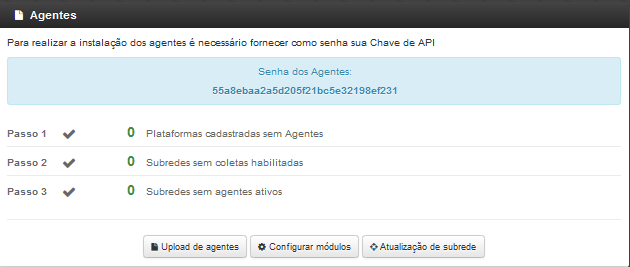 Agentes
Para realizar a instalação dos agentes é necessário fornecer como senha sua Chave de API
Senha dos Agentes:
55a8ebaa2a5d205f21bc5e32198ef231
Passo 1 0 Plataformas cadastradas sem Agentes
Passo 2 0 Subredes sem coletas habilitadas
Passo 3 0 Subredes sem agentes ativos
Upload de agentes Configurar módulos Atualização de subrede